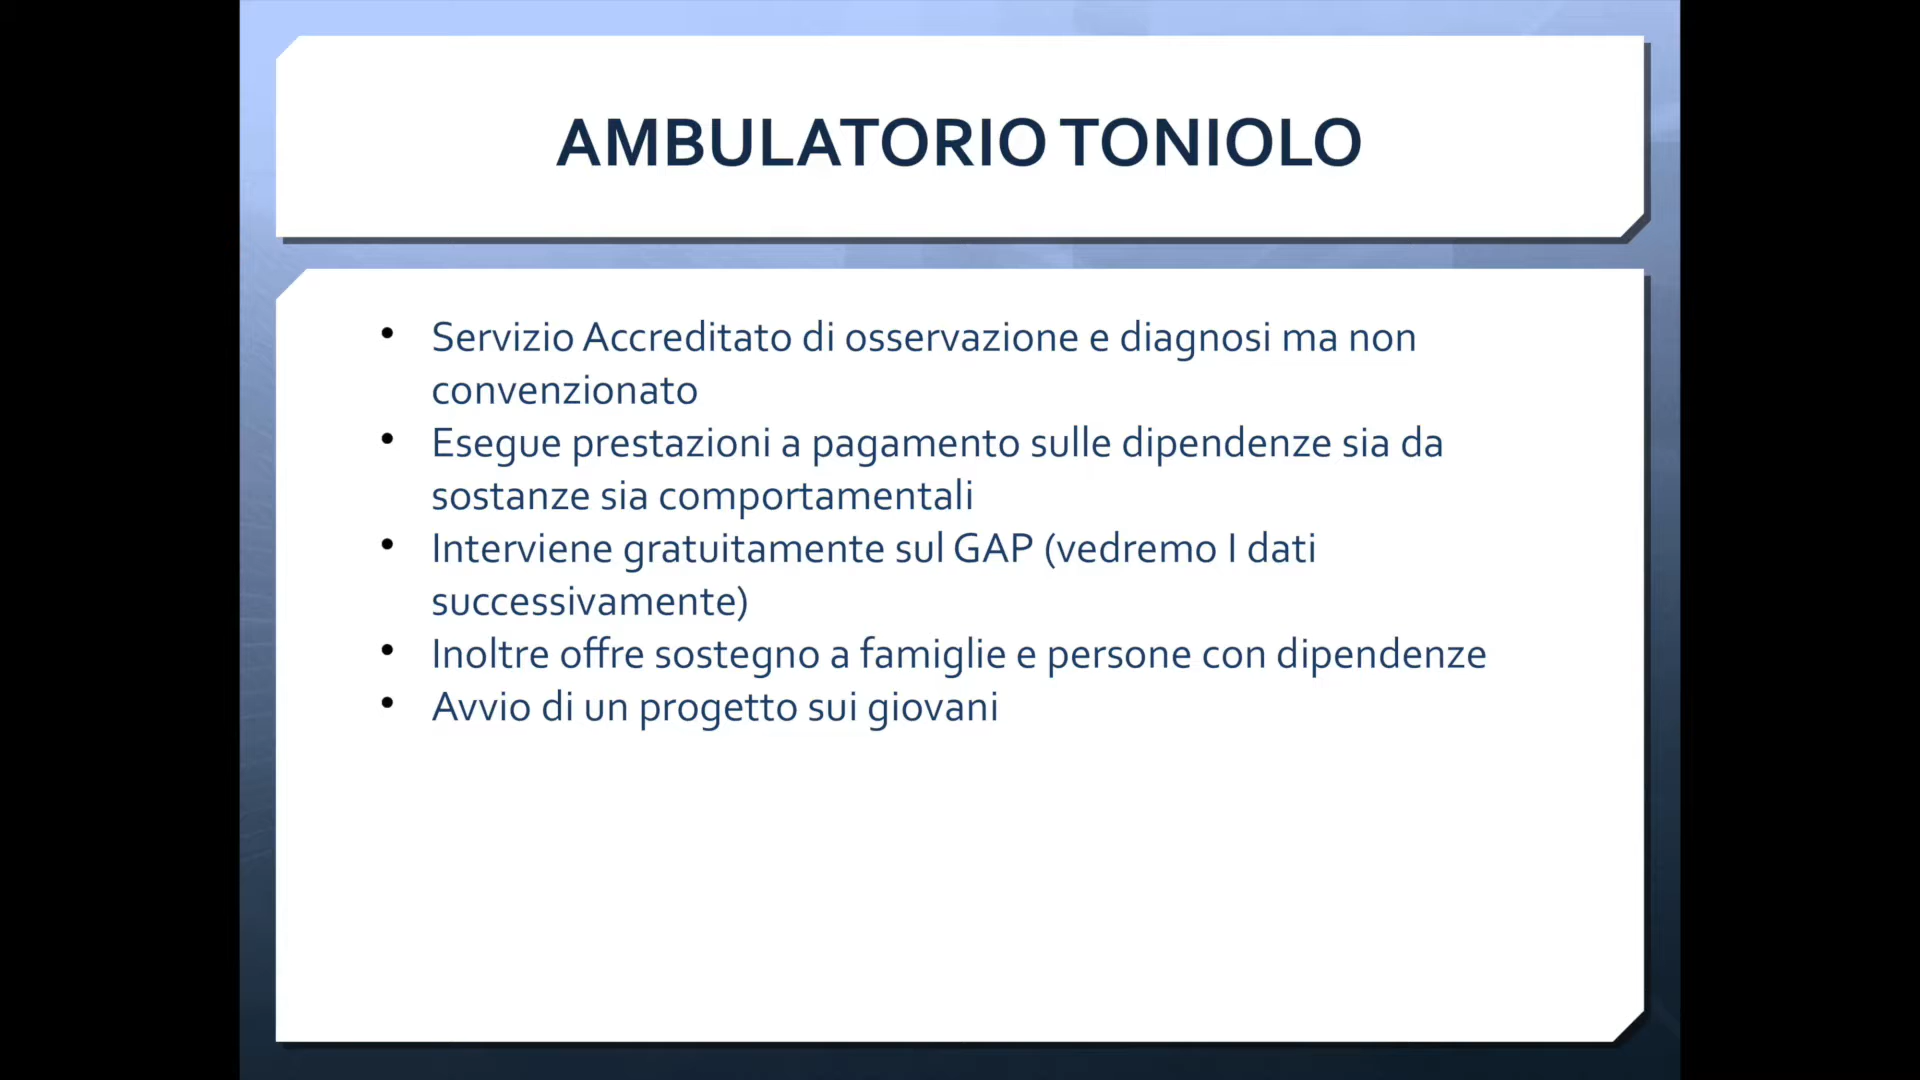 AMBULATORIO TONIOLO
• Servizio Accreditato di osservazione e diagnosi ma non
convenzionato
• Esegue prestazioni a pagamento sulle dipendenze sia da
sostanze sia comportamentali
• Interviene gratuitamente sul GAP (vedremo I dati
successivamente)
• Inoltre offre sostegno a famiglie e persone con dipendenze
• Avvio di un progetto sui giovani